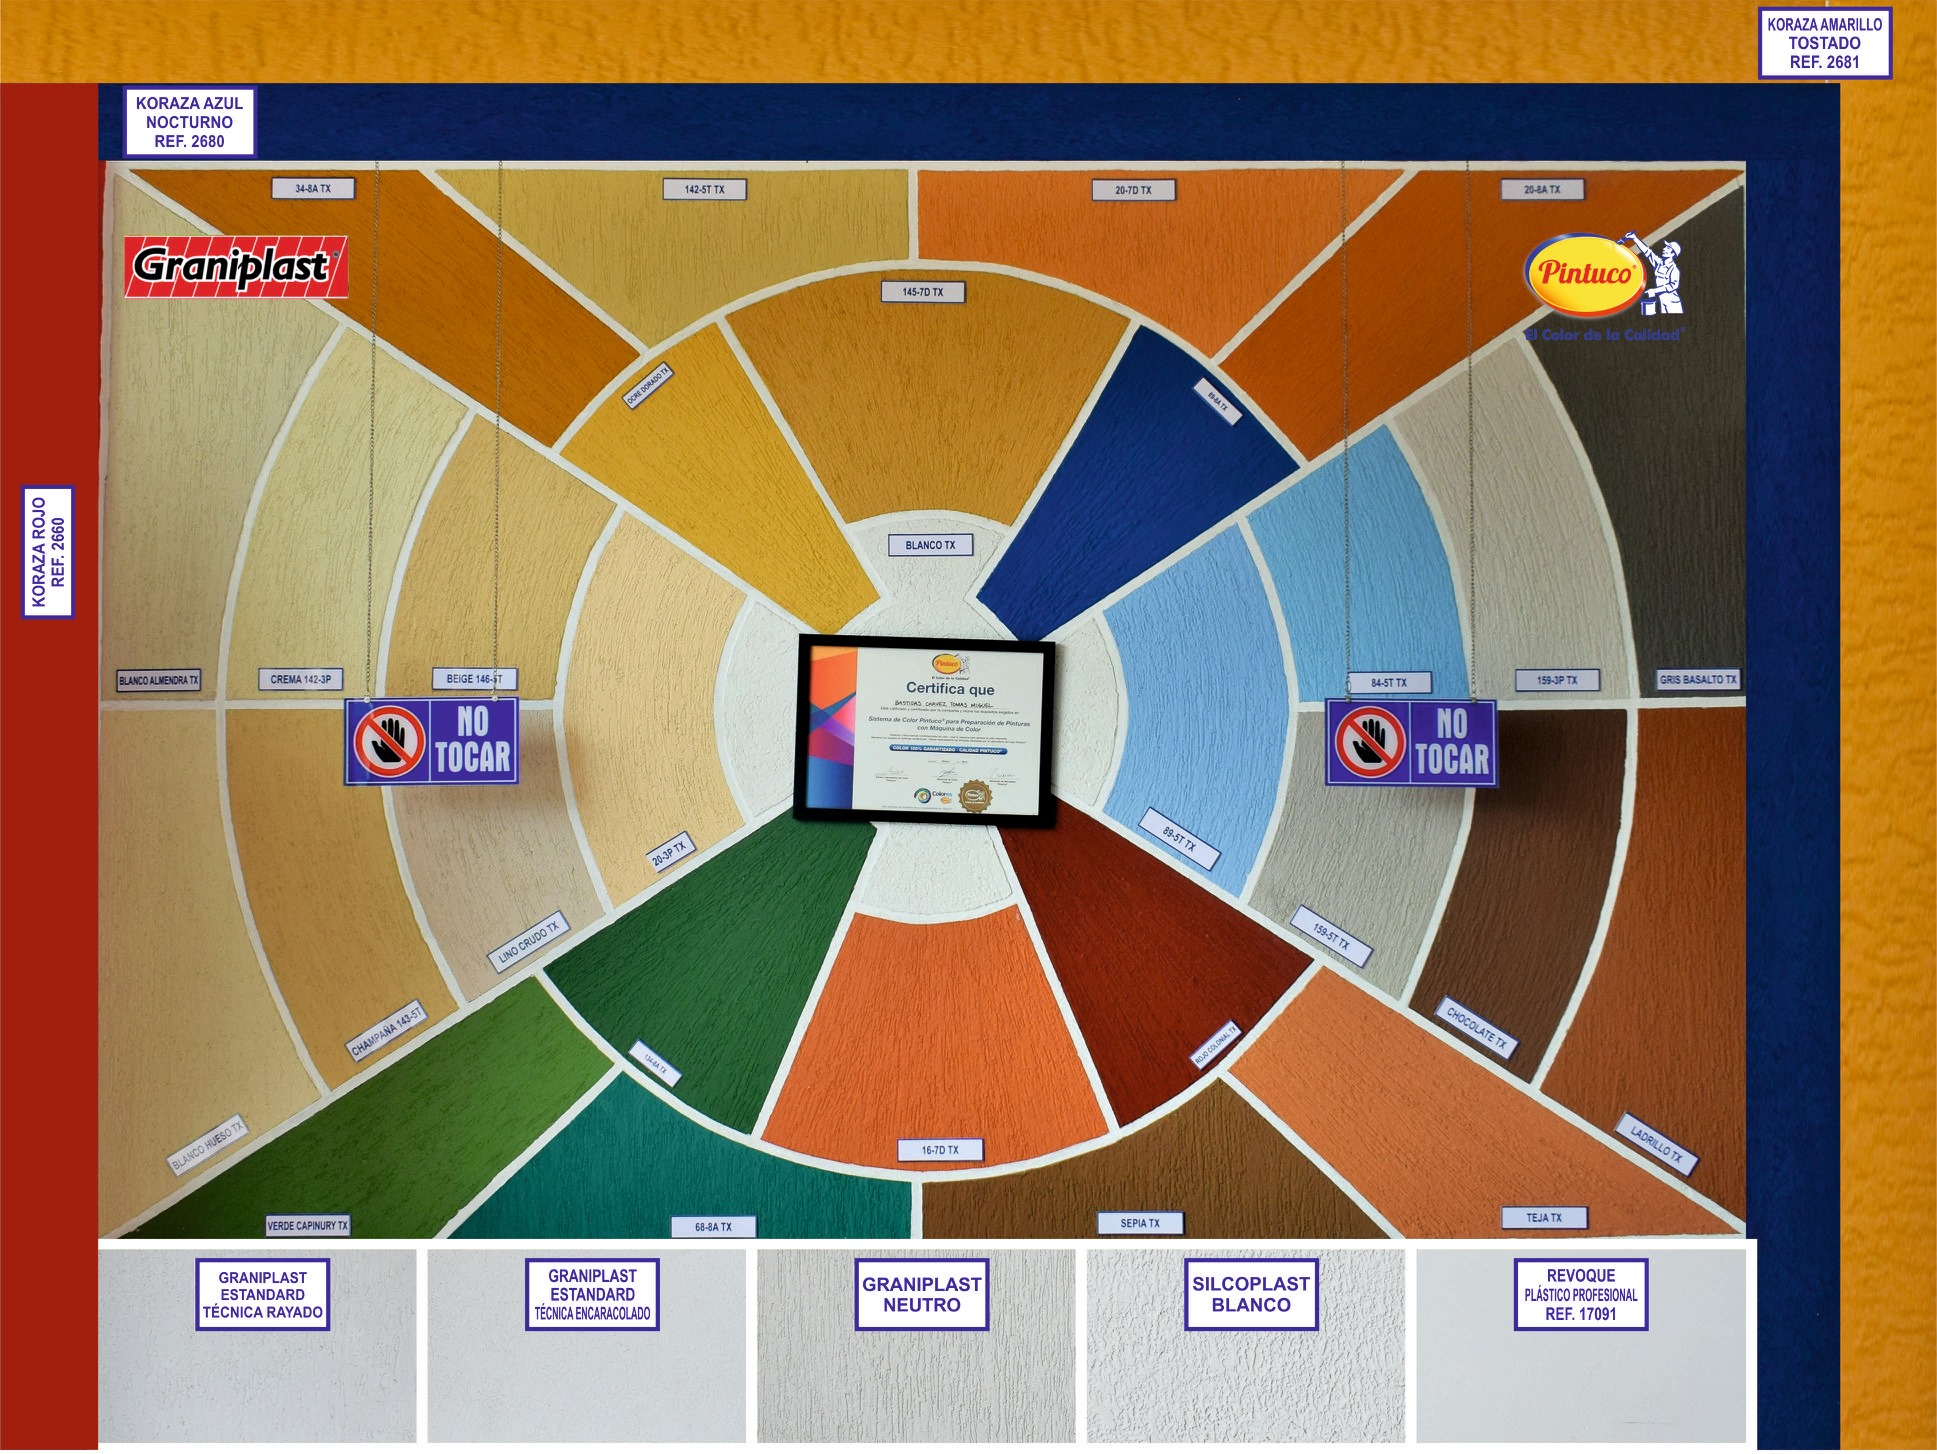 KORAZA AMARILLO
TOSTADO
REF. 2681
KORAZA AZUL
NOCTURNO
REF. 2680
34-8A TX
142-5T TX
20-7D TX
20-8A TX
Graniplast
Pintuco®
El Color de la Calidad®
145-7D TX
OCRE DORADO TX
89-8A TX
KORAZA ROJO
REF. 2660
BLANCO TX
BLANCO ALMENDRA TX
CREMA 142-3P
BEIGE 146-5T
84-5T TX
159-3P TX
GRIS BASALTO TX
Pintuco
El Color de la Calidad
Certifica que
BASTIDAS CHAVEZ TOMAS MIGUEL
Sistema de Color Pintuco® para Preparación de Pinturas
con Máquina de Color
COLOR 100% GARANTIZADO - CALIDAD PINTUCO®
NO
TOCAR
NO
TOCAR
20-3P TX
89-5T TX
LINO CRUDO TX
159-5T TX
CHAMPAÑA 143-5T
CHOCOLATE TX
ROJO COLONIAL TX
BLANCO HUESO TX
16-7D TX
LADRILLO TX
VERDE CAPINURY TX
68-8A TX
SEPIA TX
TEJA TX
GRANIPLAST
ESTANDARD
TÉCNICA RAYADO
GRANIPLAST
ESTANDARD
TÉCNICA ENCARACOLADO
GRANIPLAST
NEUTRO
SILCOPLAST
BLANCO
REVOQUE
PLÁSTICO PROFESIONAL
REF. 17091